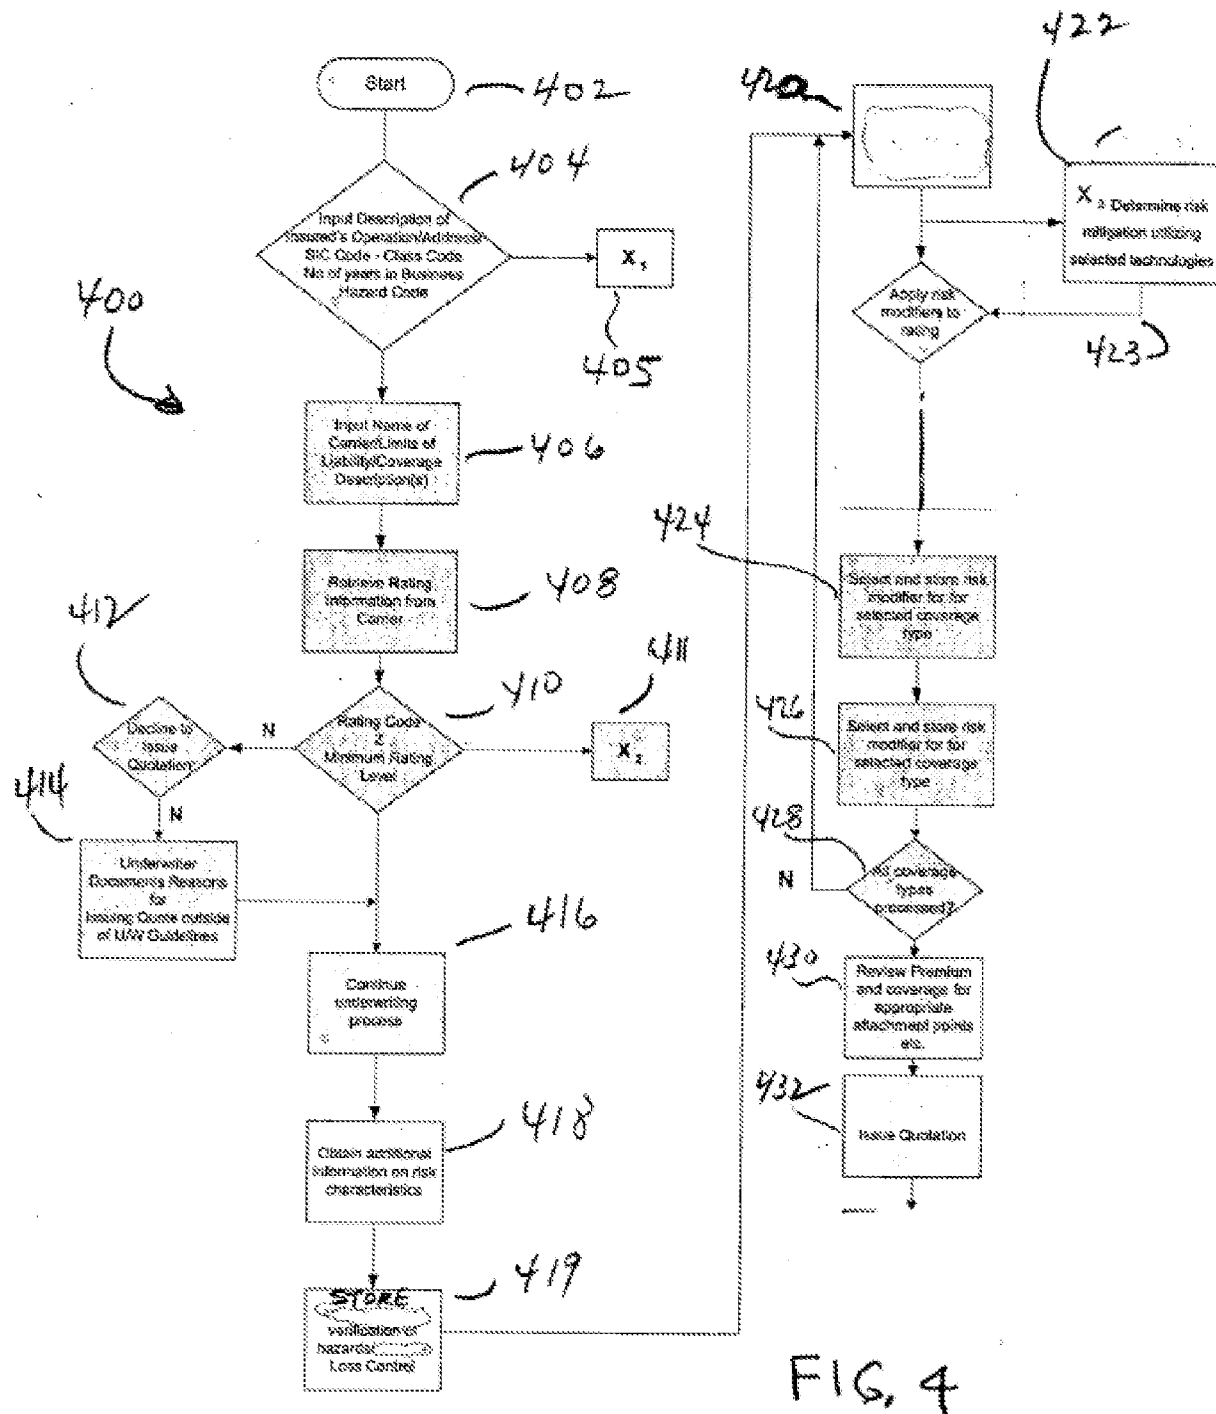 Start
402
404
Input Description of
Insured's Operation/Address
SIC Code - Class Code
No of years in Business
Hazard Code
X1
405
400
Input Name of
Carrier/Limits of
Liability/Coverage
Description(s)
406
Retrieve Rating
Information from
Carrier
408
412
Decline to
Issue
Quotation
N
Rating Code
≥
Minimum Rating
Level
410
411
X2
N
414
Underwriter
Documents Reasons
for
Issuing Quote outside
of U/W Guidelines
416
Continue
underwriting
process
418
Obtain additional
information on risk
characteristics
419
STORE
verification of
hazards/
Loss Control
420
422
X3 Determine risk
mitigation utilizing
selected technologies
423
Apply risk
modifiers to
rating
424
Select and store risk
modifier for for
selected coverage
type
426
Select and store risk
modifier for for
selected coverage
type
428
All coverage
types
processed?
N
430
Review Premium
and coverage for
appropriate
attachment points
etc.
432
Issue Quotation
FIG. 4